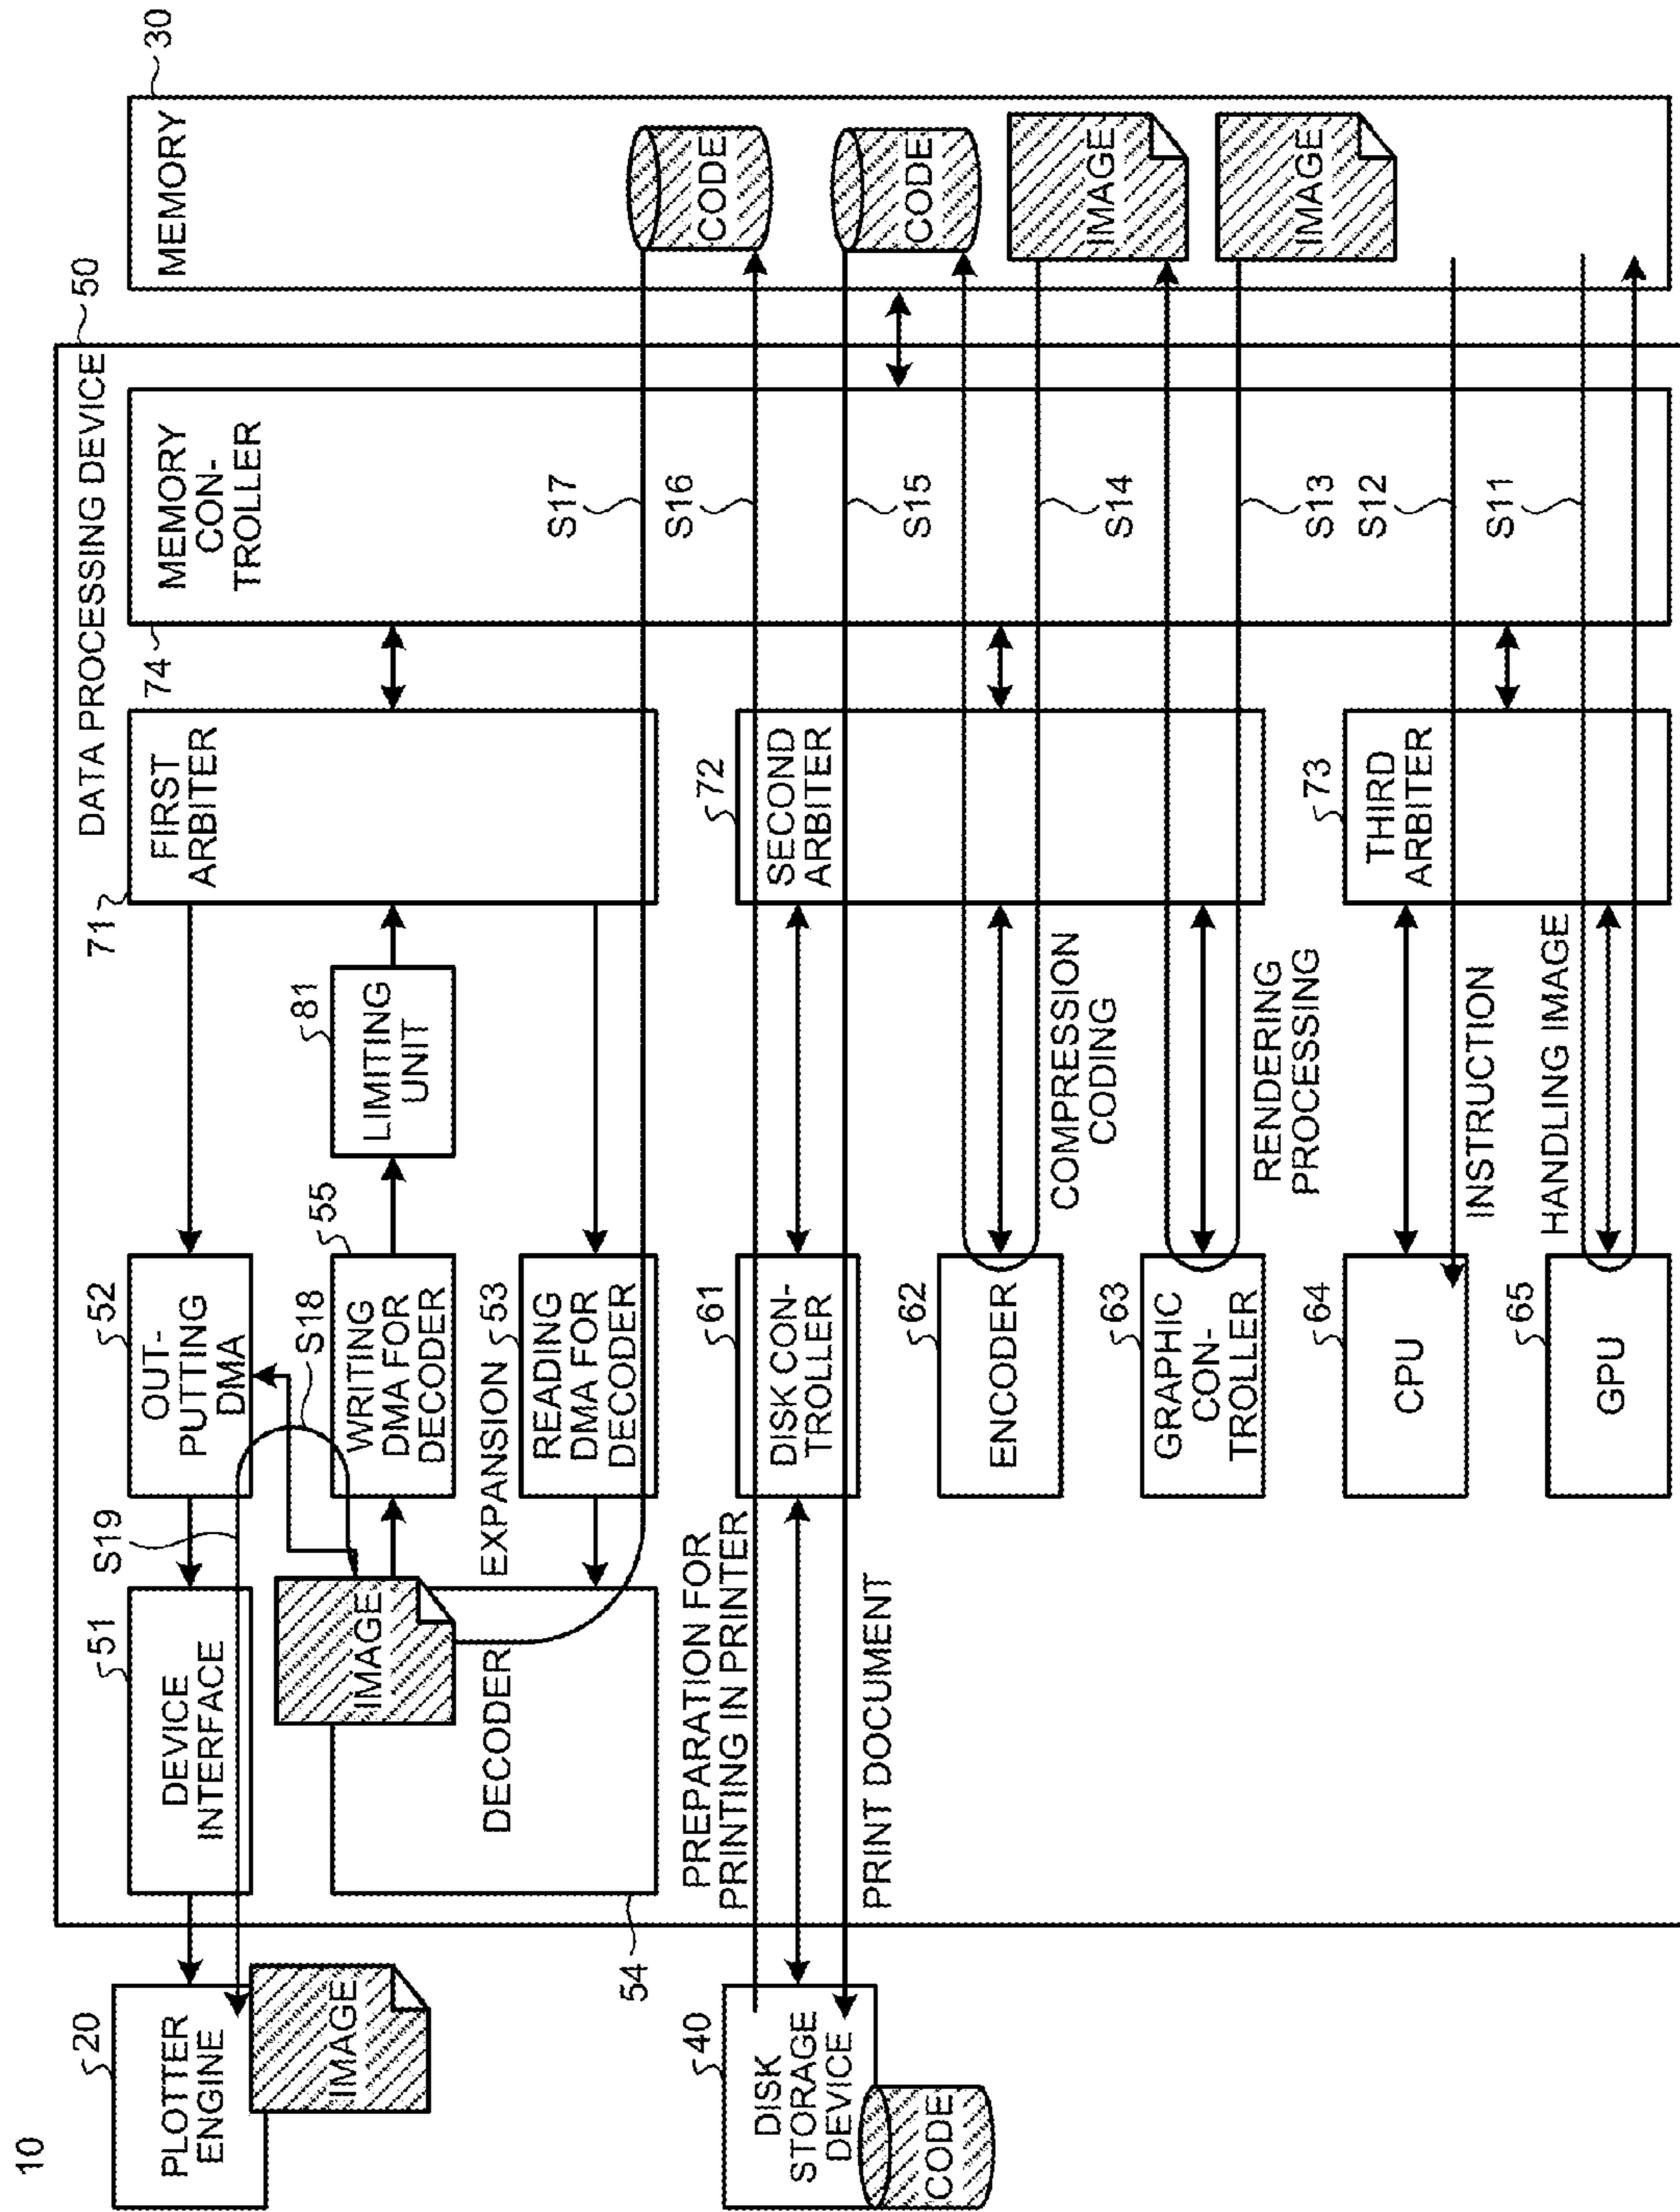 10
20
PLOTTER
ENGINE
IMAGE
40
DISK
STORAGE
DEVICE
CODE
DATA PROCESSING DEVICE
50
51
DEVICE
INTERFACE
S19
52
OUT-
PUTTING
DMA
S18
IMAGE
DECODER
54
55
WRITING
DMA FOR
DECODER
EXPANSION
53
READING
DMA FOR
DECODER
81
LIMITING
UNIT
71
FIRST
ARBITER
PREPARATION FOR
PRINTING IN PRINTER
PRINT DOCUMENT
61
DISK CON-
TROLLER
62
ENCODER
COMPRESSION
CODING
63
GRAPHIC
CON-
TROLLER
RENDERING
PROCESSING
72
SECOND
ARBITER
64
CPU
INSTRUCTION
65
GPU
HANDLING IMAGE
73
THIRD
ARBITER
74
MEMORY
CON-
TROLLER
S17
S16
S15
S14
S13
S12
S11
30
MEMORY
CODE
CODE
IMAGE
IMAGE